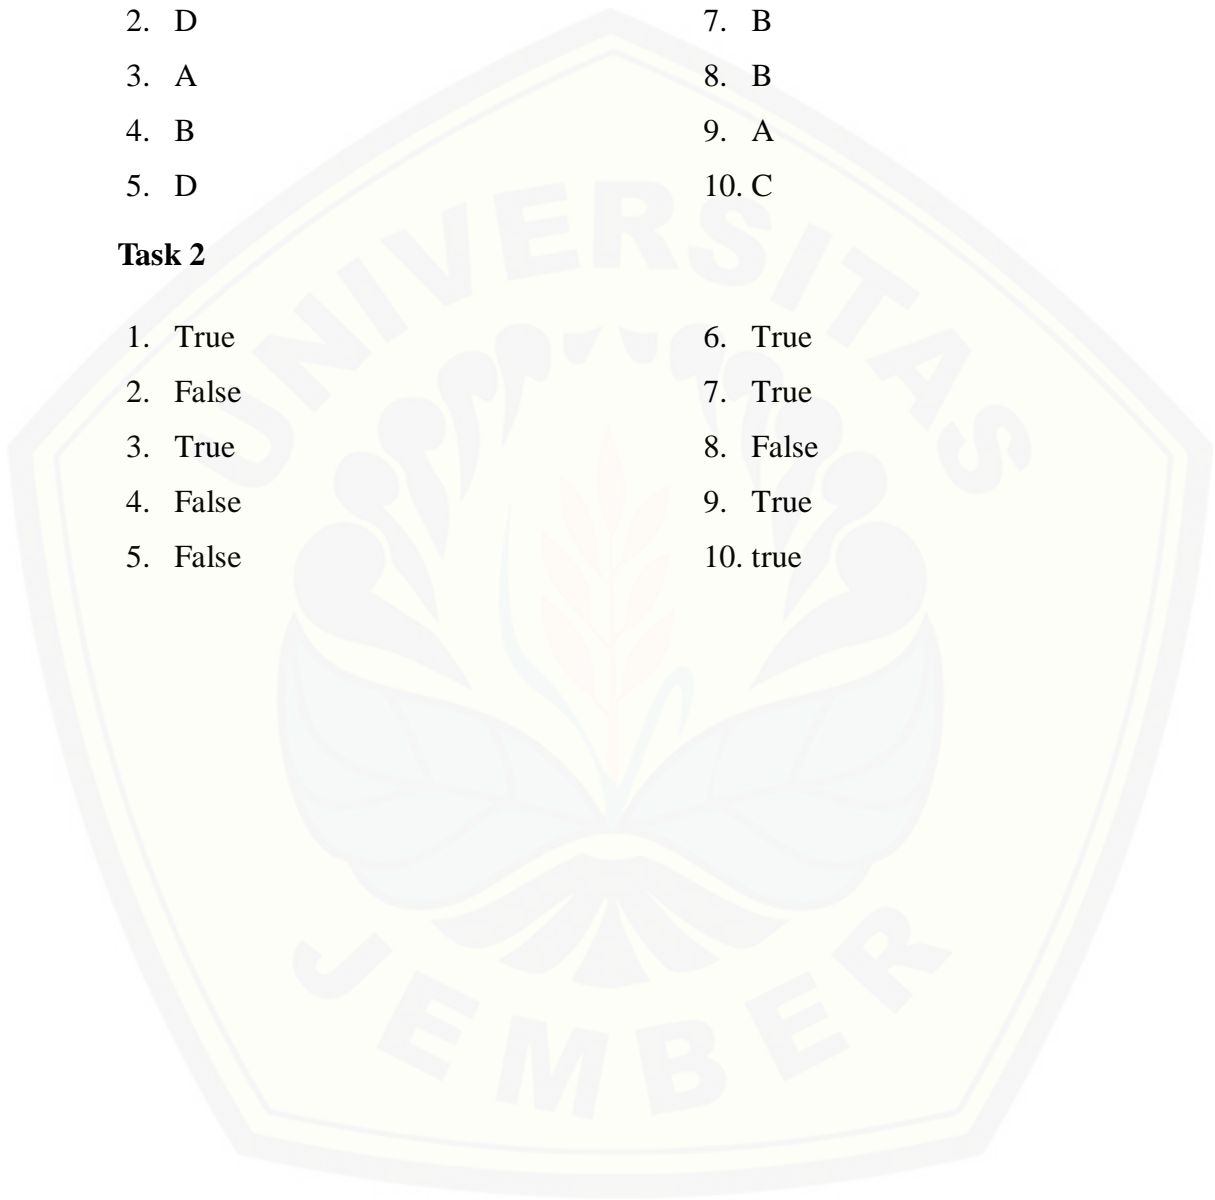 2. D
3. A
4. B
5. D
7. B
8. B
9. A
10. C
Task 2
1. True
2. False
3. True
4. False
5. False
6. True
7. True
8. False
9. True
10. true
UNIVERSITAS
JEMBER